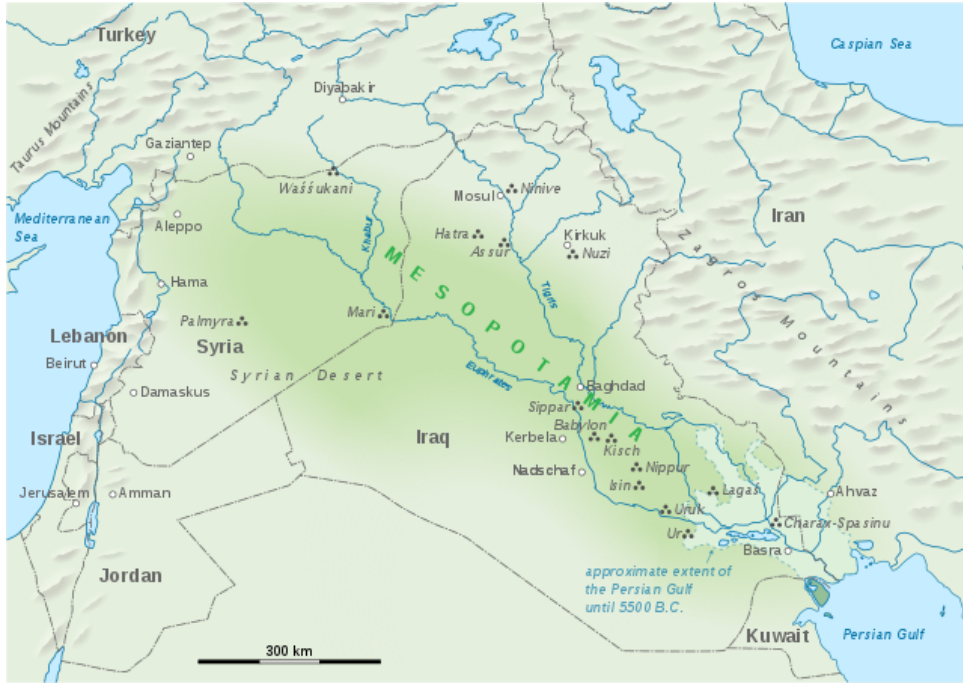 Turkey
Caspian Sea
Diyabakir
Taurus Mountains
Gaziantep
Waššukani
Mosul
Ninive
Mediterranean
Sea
Aleppo
Iran
Khabur
Hatra
Assur
Kirkuk
Nuzi
Zagros Mountains
MESOPOTAMIA
Hama
Tigris
Mari
Palmyra
Lebanon
Syria
Beirut
Syrian Desert
Euphrates
Damaskus
Baghdad
Sippar
Israel
Iraq
Babylon
Kerbela
Kisch
Nadschaf
Nippur
Isin
Jerusalem
Amman
Lagaš
Ahvaz
Uruk
Charax-Spasinu
Ur
Basra
Jordan
approximate extent of
the Persian Gulf
until 5500 B.C.
Kuwait
Persian Gulf
300 km